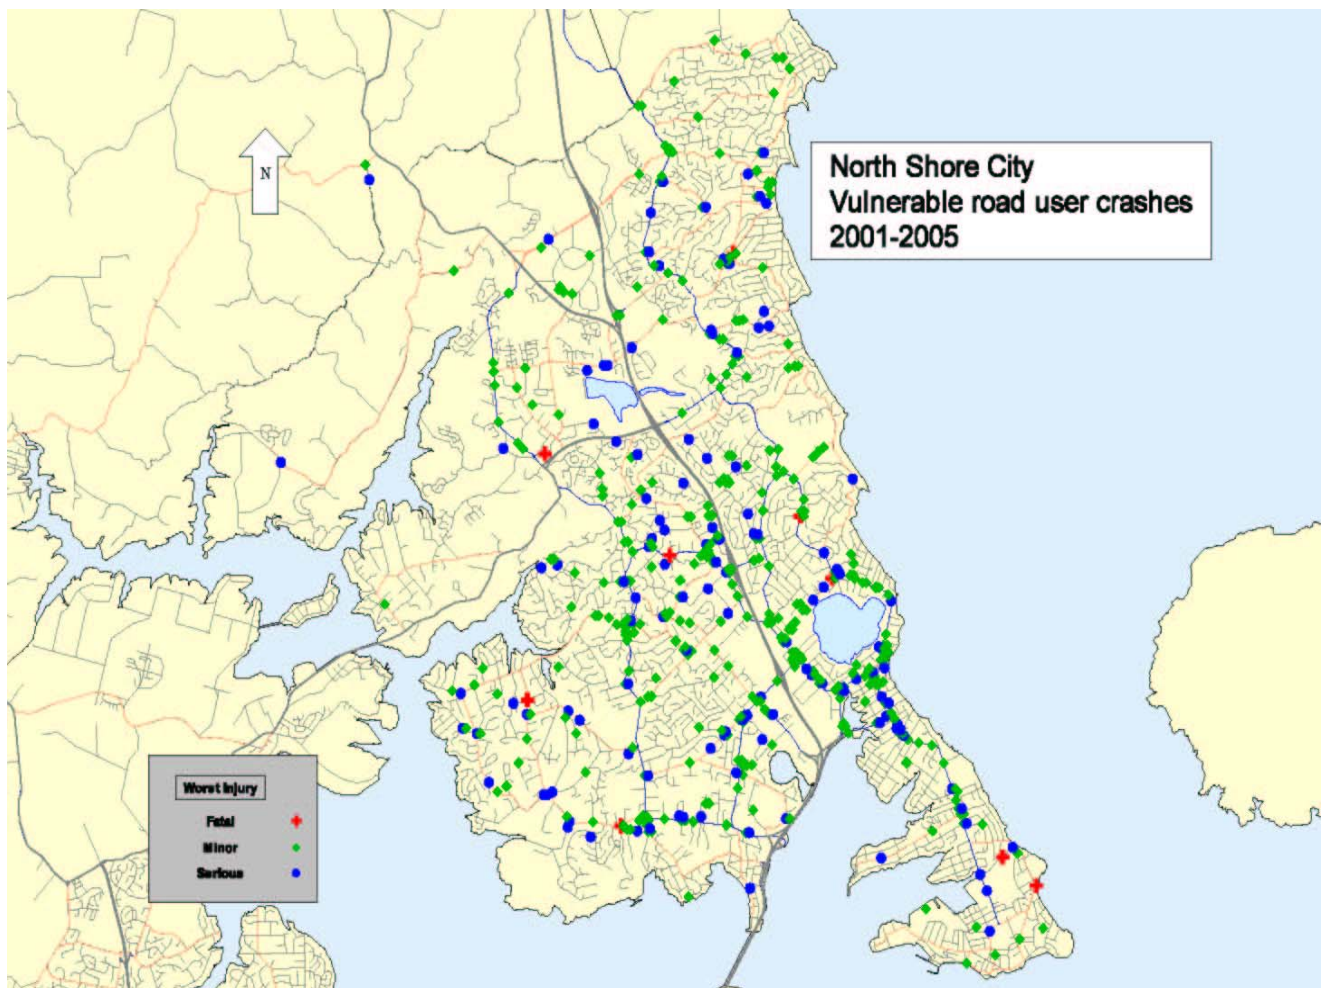 N
North Shore City
Vulnerable road user crashes
2001-2005
Worst Injury
Fatal
Minor
Serious